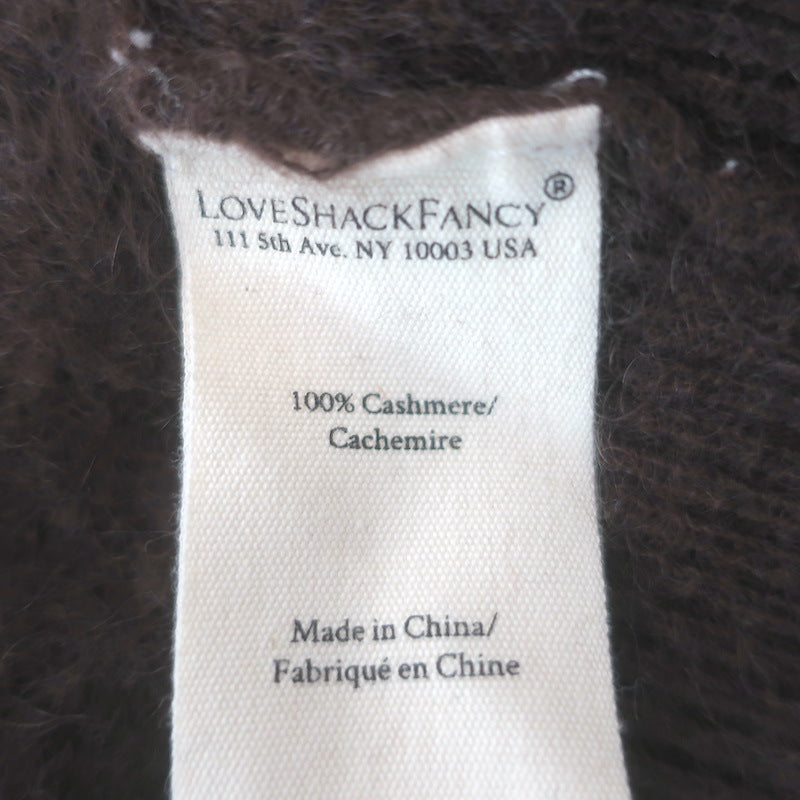 LOVESHACKFANCY®
111 5th Ave. NY 10003 USA
100% Cashmere/
Cachemire
Made in China/
Fabriqué en Chine